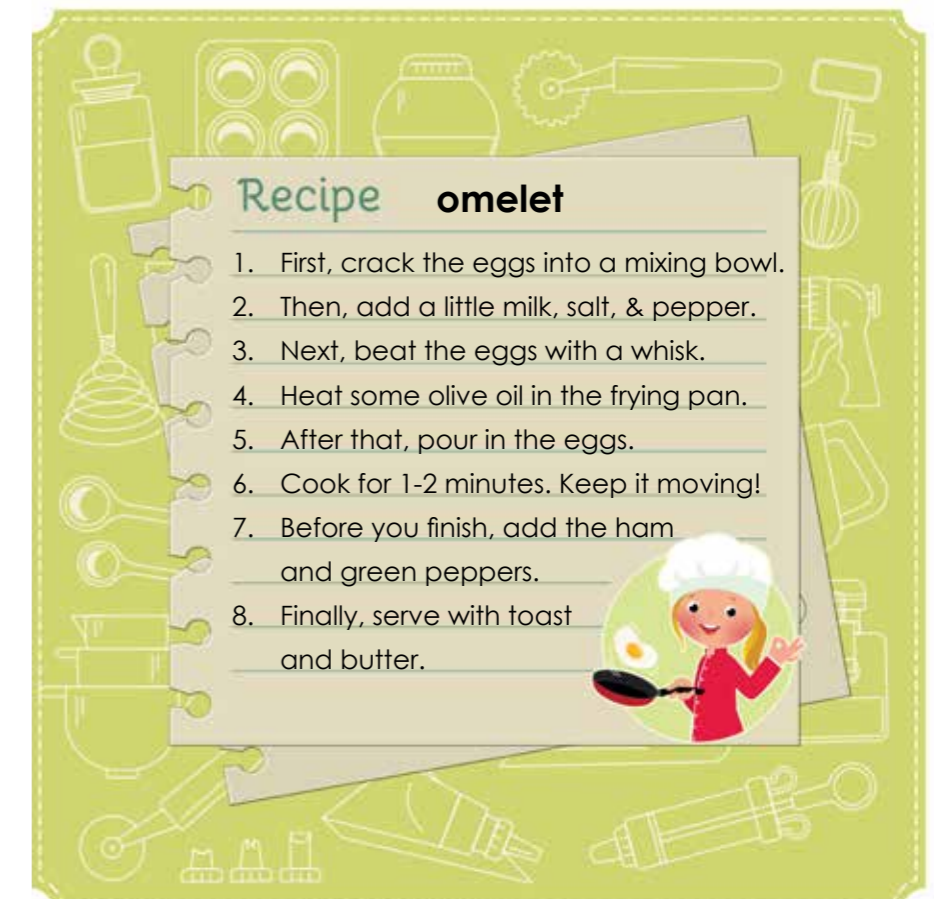 Recipe omelet
1. First, crack the eggs into a mixing bowl.
2. Then, add a little milk, salt, & pepper.
3. Next, beat the eggs with a whisk.
4. Heat some olive oil in the frying pan.
5. After that, pour in the eggs.
6. Cook for 1-2 minutes. Keep it moving!
7. Before you finish, add the ham
and green peppers.
8. Finally, serve with toast
and butter.